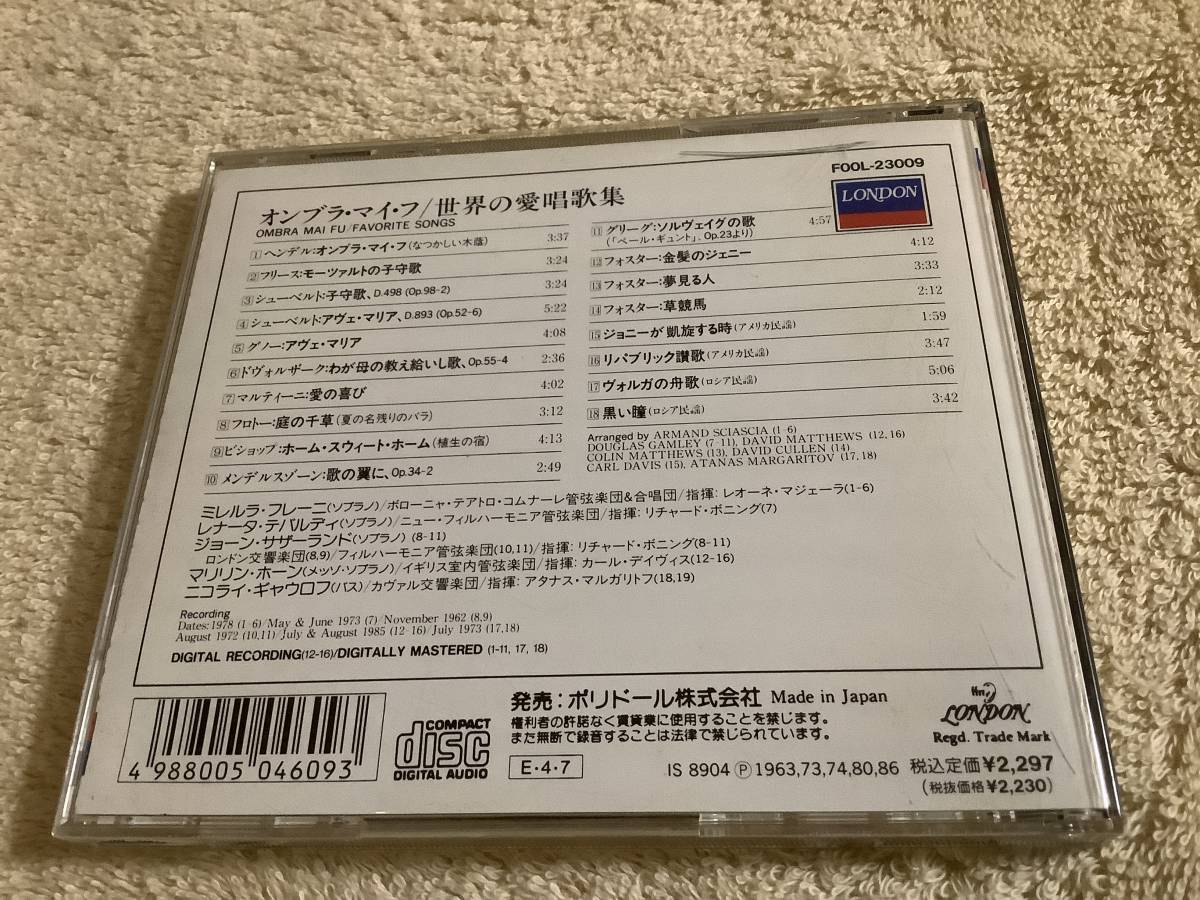 F00L-23009
LONDON
オンブラ・マイ・フ/世界の愛唱歌集
OMBRA MAI FU/FAVORITE SONGS
1 ヘンデル:オンブラ・マイ・フ(なつかしい木蔭) 3:37
2 フリース:モーツァルトの子守歌 3:24
3 シューベルト:子守歌、D.498 (Op.98-2) 3:24
4 シューベルト:アヴェ・マリア、D.893 (Op.52-6) 5:22
5 グノー:アヴェ・マリア 4:08
6 ドヴォルザーク:わが母の教え給いし歌、Op.55-4 2:36
7 マルティーニ:愛の喜び 4:02
8 フロトー:庭の千草(夏の名残りのバラ) 3:12
9 ビショップ:ホーム・スウィート・ホーム(植生の宿) 4:13
10 メンデルスゾーン:歌の翼に、Op.34-2 2:49
11 グリーグ:ソルヴェイグの歌 4:57
(「ペール・ギュント」、Op.23より)
12 フォスター:金髪のジェニー 4:12
13 フォスター:夢見る人 3:33
14 フォスター:草競馬 2:12
15 ジョニーが凱旋する時(アメリカ民謡) 1:59
16 リパブリック讃歌(アメリカ民謡) 3:47
17 ヴォルガの舟歌(ロシア民謡) 5:06
18 黒い瞳(ロシア民謡) 3:42
Arranged by ARMAND SCIASCIA (1-6)
DOUGLAS GAMLEY (7-11), DAVID MATTHEWS (12, 16)
COLIN MATTHEWS (13), DAVID CULLEN (14)
CARL DAVIS (15), ATANAS MARGARITOV (17, 18)
ミレルラ・フレーニ(ソプラノ)/ボローニャ・テアトロ・コムナーレ管弦楽団&合唱団/指揮: レオーネ・マジェーラ(1-6)
レナータ・テバルディ(ソプラノ)/ニュー・フィルハーモニア管弦楽団/指揮: リチャード・ボニング(7)
ジョーン・サザーランド(ソプラノ) (8-11)
ロンドン交響楽団(8,9)/フィルハーモニア管弦楽団(10,11)/指揮: リチャード・ボニング(8-11)
マリリン・ホーン(メッゾ・ソプラノ)/イギリス室内管弦楽団/指揮: カール・デイヴィス(12-16)
ニコライ・ギャウロフ(バス)/カヴァル交響楽団/指揮: アタナス・マルガリトフ(18,19)
Recording
Dates:1978 (1-6)/May & June 1973 (7)/November 1962 (8,9)
August 1972 (10,11)/July & August 1985 (12-16)/July 1973 (17,18)
DIGITAL RECORDING(12-16)/DIGITALLY MASTERED (1-11, 17, 18)
4 988005 046093
COMPACT
disc
DIGITAL AUDIO
発売: ポリドール株式会社 Made in Japan
権利者の許諾なく賃貸業に使用することを禁じます。
また無断で録音することは法律で禁じられています。
E・4・7
IS 8904 Ⓟ 1963,73,74,80,86 税込定価¥2,297
(税抜価格¥2,230)
LONDON
Regd. Trade Mark